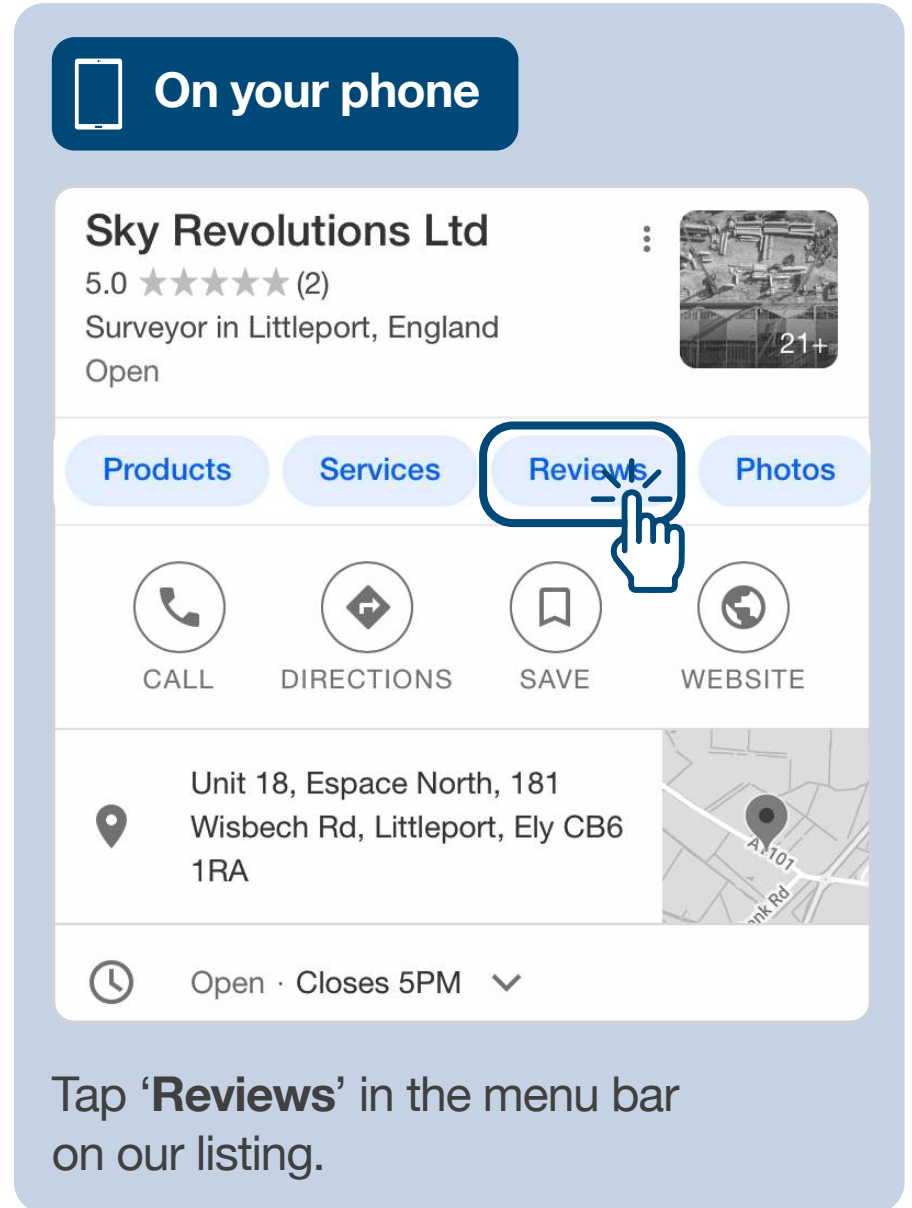 On your phone
Sky Revolutions Ltd
5.0 ★★★★★ (2)
Surveyor in Littleport, England
Open
21+
Products Services Reviews Photos
CALL DIRECTIONS SAVE WEBSITE
Unit 18, Espace North, 181
Wisbech Rd, Littleport, Ely CB6
1RA
A1101
nk Rd
Open · Closes 5PM
Tap ‘Reviews’ in the menu bar
on our listing.